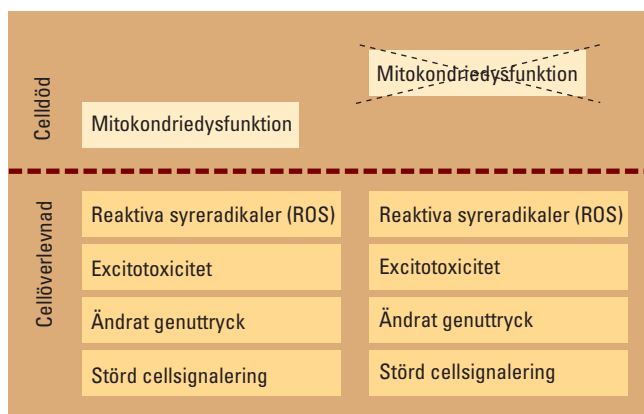 Celldöd
Mitokondriedysfunktion
Mitokondriedysfunktion
Cellöverlevnad
Reaktiva syreradikaler (ROS)
Excitotoxicitet
Ändrat genuttryck
Störd cellsignalering
Reaktiva syreradikaler (ROS)
Excitotoxicitet
Ändrat genuttryck
Störd cellsignalering